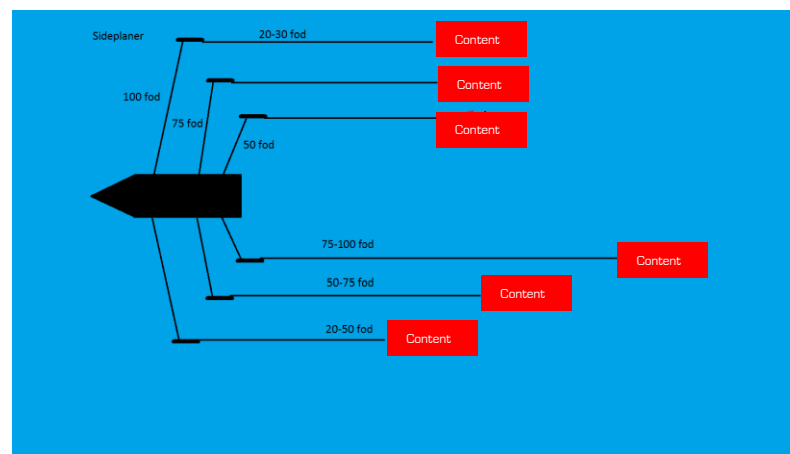 Sideplaner
20-30 fod
Content
Content
100 fod
75 fod
Content
50 fod
75-100 fod
Content
50-75 fod
Content
20-50 fod
Content